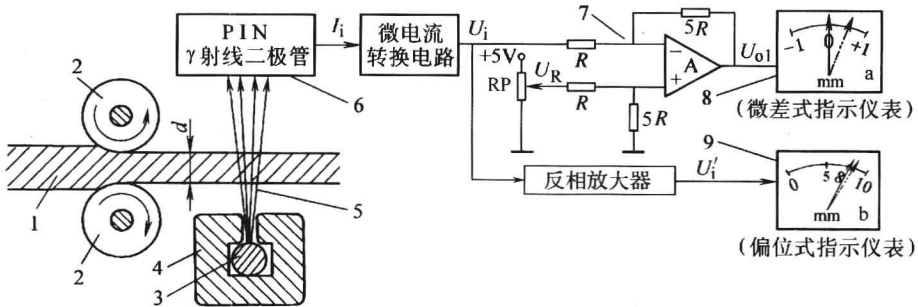 PIN
γ射线二极管
I_i
微电流
转换电路
U_i
7
5R
R
−
+
A
U_o1
+5V
RP
U_R
R
5R
8
-1
0
+1
mm
a
(微差式指示仪表)
9
0
5
8
10
mm
b
(偏位式指示仪表)
反相放大器
U_i′
6
2
d
1
2
5
4
3